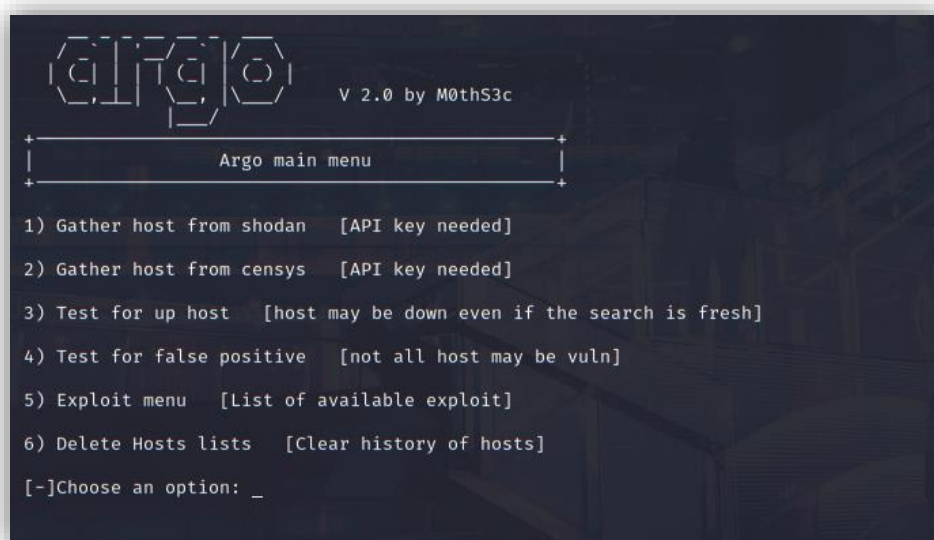 argo
V 2.0 by M0thS3c
Argo main menu
1) Gather host from shodan [API key needed]
2) Gather host from censys [API key needed]
3) Test for up host [host may be down even if the search is fresh]
4) Test for false positive [not all host may be vuln]
5) Exploit menu [List of available exploit]
6) Delete Hosts lists [Clear history of hosts]
[-]Choose an option: _